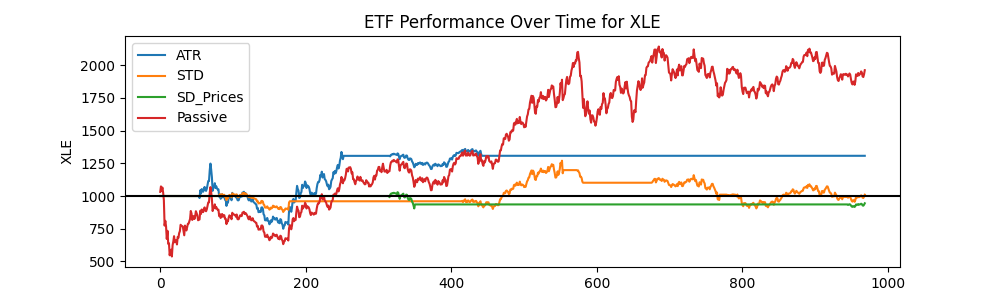 ETF Performance Over Time for XLE
ATR
STD
SD_Prices
Passive
XLE
2000
1750
1500
1250
1000
750
500
0 200 400 600 800 1000